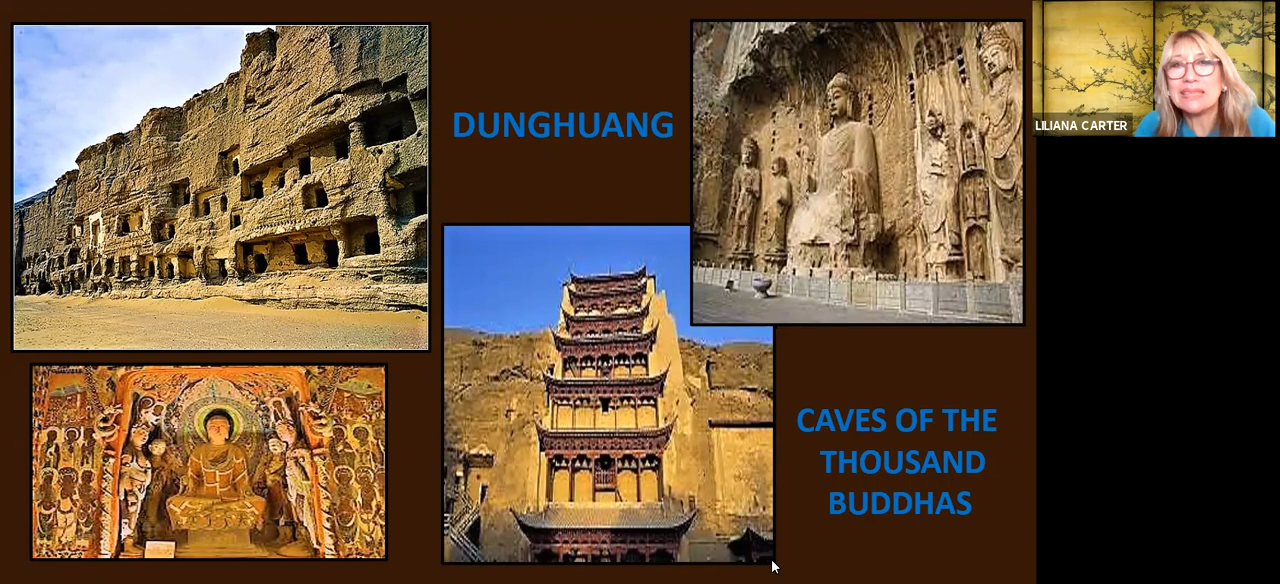 DUNGHUANG
LILIANA CARTER
CAVES OF THE
THOUSAND
BUDDHAS